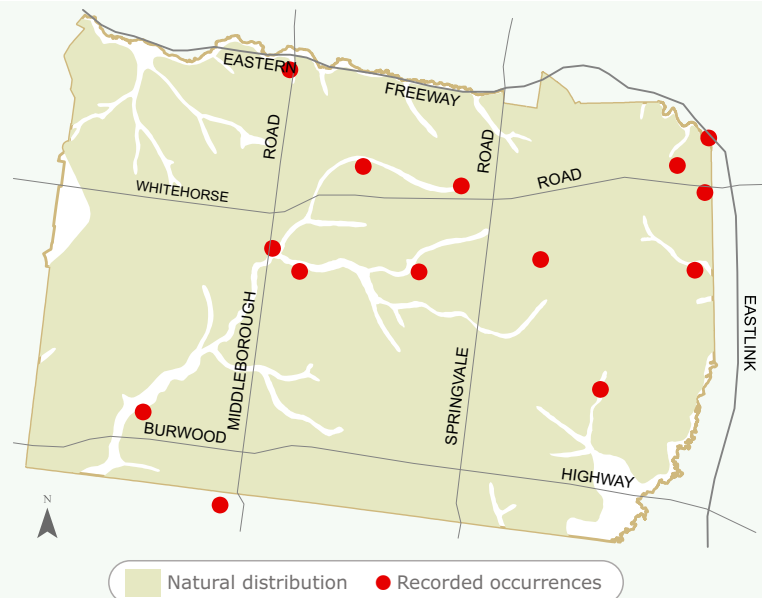 EASTERN
FREEWAY
ROAD
ROAD
ROAD
WHITEHORSE
EASTLINK
MIDDLEBOROUGH
SPRINGVALE
BURWOOD
HIGHWAY
N
Natural distribution
Recorded occurrences